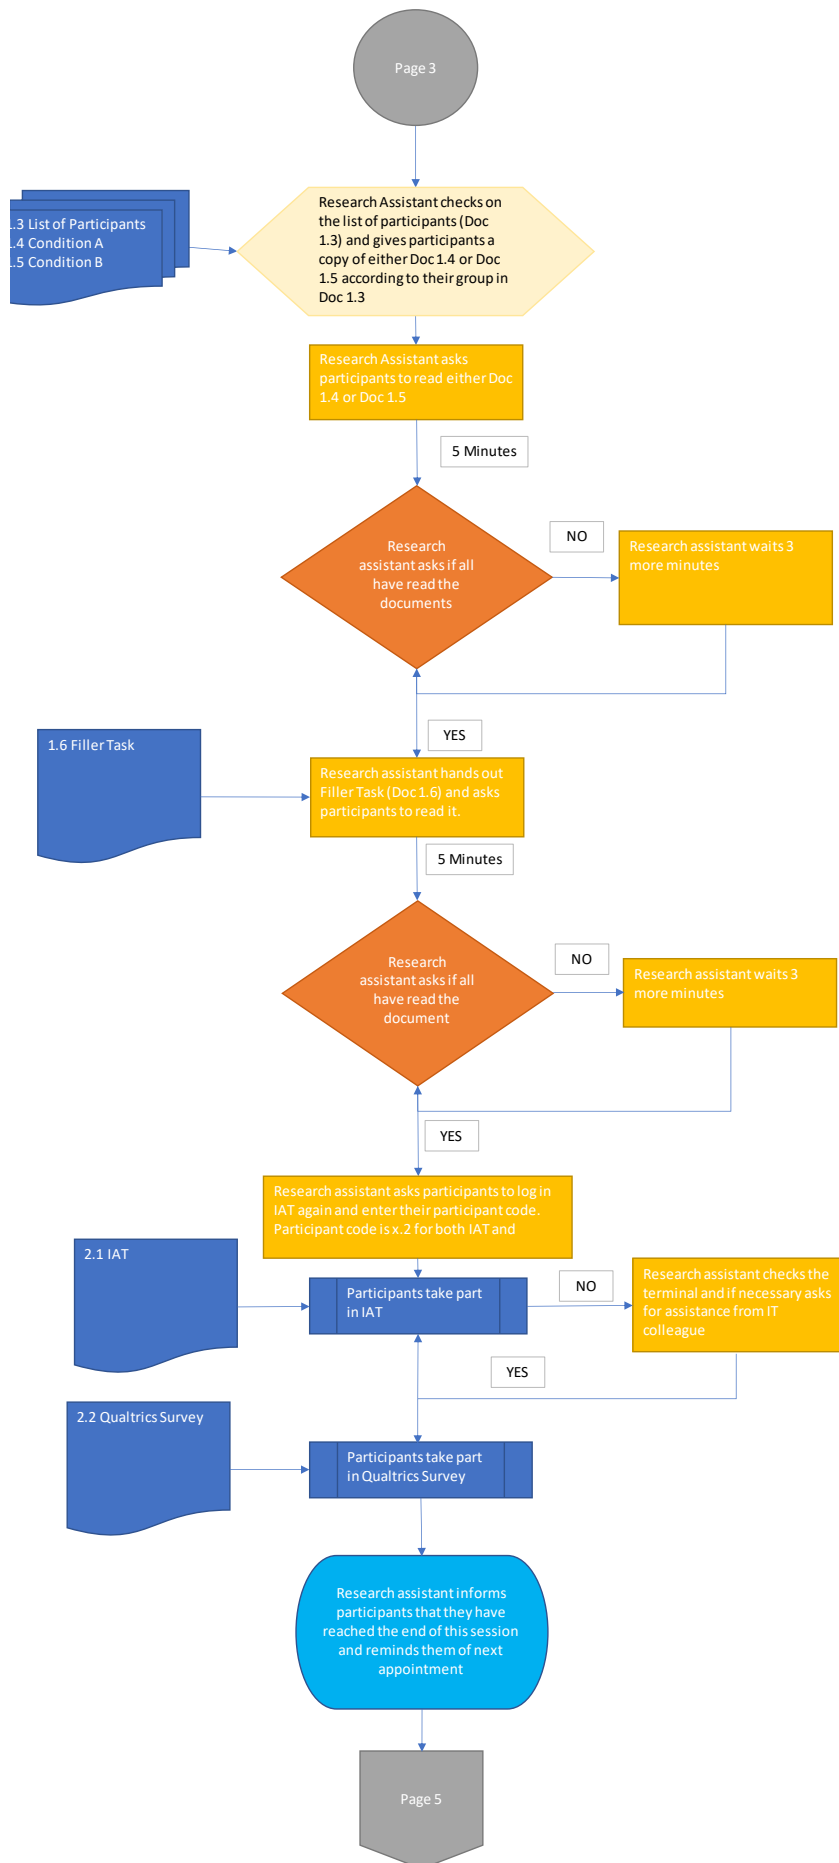 Page 3
Research Assistant checks on
the list of participants (Doc
1.3) and gives participants a
copy of either Doc 1.4 or Doc
1.5 according to their group in
Doc 1.3
.3 List of Participants
.4 Condition A
.5 Condition B
Research Assistant asks
participants to read either Doc
1.4 or Doc 1.5
5 Minutes
Research
assistant asks if all
have read the
documents
NO
Research assistant waits 3
more minutes
YES
1.6 Filler Task
Research assistant hands out
Filler Task (Doc 1.6) and asks
participants to read it.
5 Minutes
Research
assistant asks if all
have read the
document
NO
Research assistant waits 3
more minutes
YES
Research assistant asks participants to log in
IAT again and enter their participant code.
Participant code is x.2 for both IAT and
2.1 IAT
Participants take part
in IAT
NO
Research assistant checks the
terminal and if necessary asks
for assistance from IT
colleague
YES
2.2 Qualtrics Survey
Participants take part
in Qualtrics Survey
Research assistant informs
participants that they have
reached the end of this session
and reminds them of next
appointment
Page 5